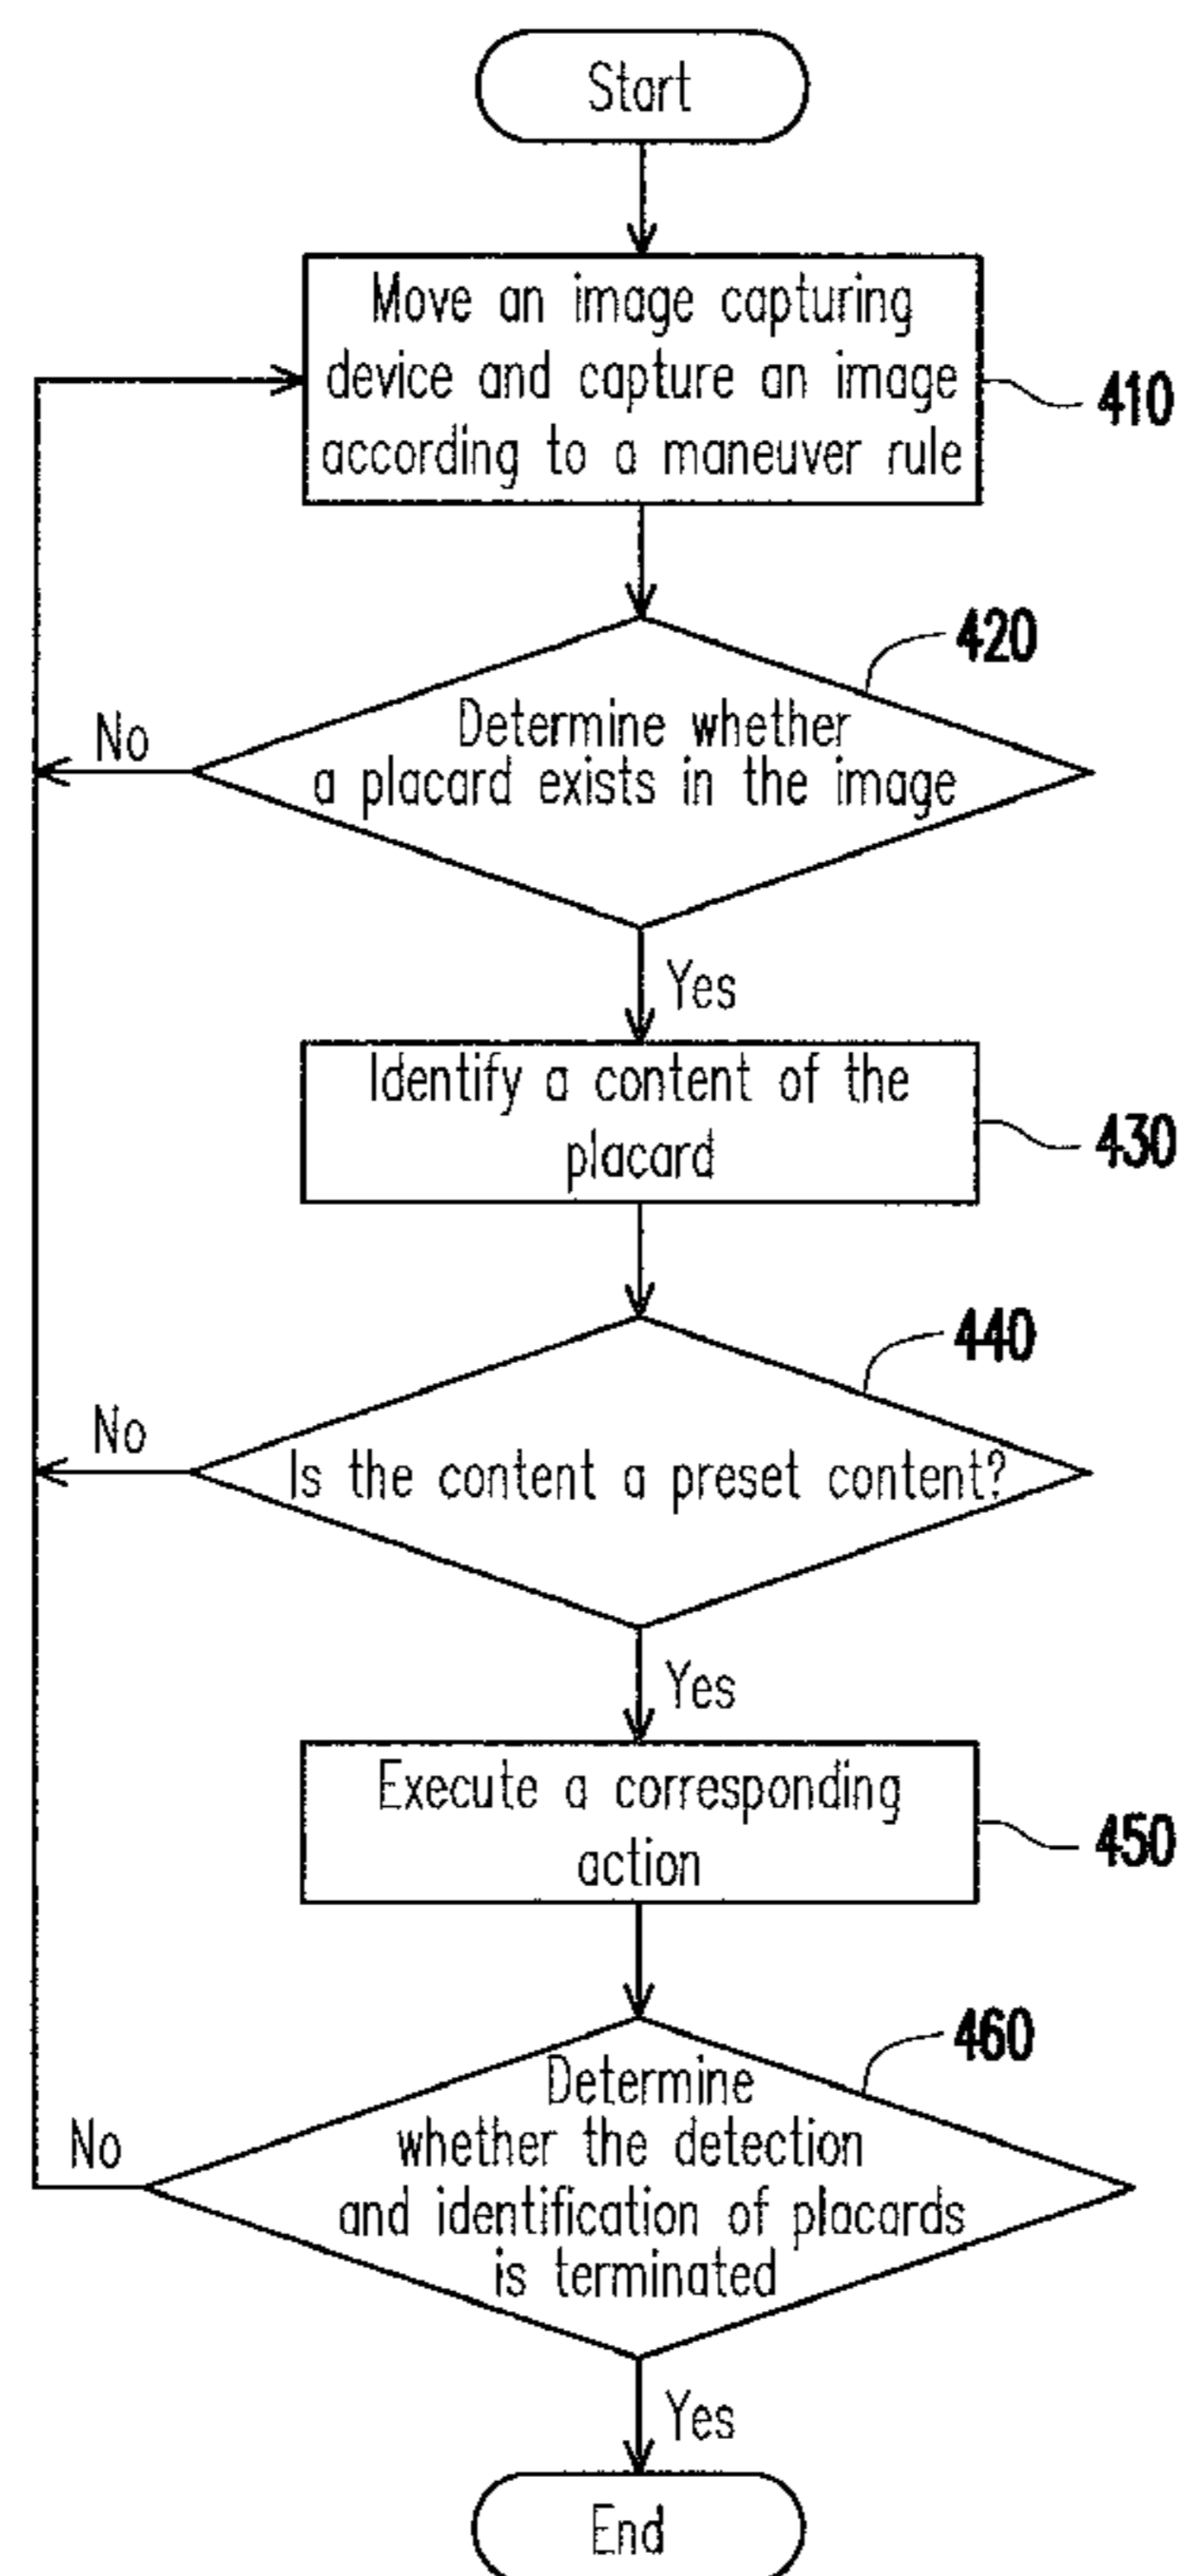 Start
Move an image capturing
device and capture an image
according to a maneuver rule
410
420
Determine whether
a placard exists in the image
No
Yes
Identify a content of the
placard
430
440
Is the content a preset content?
No
Yes
Execute a corresponding
action
450
460
Determine
whether the detection
and identification of placards
is terminated
No
Yes
End